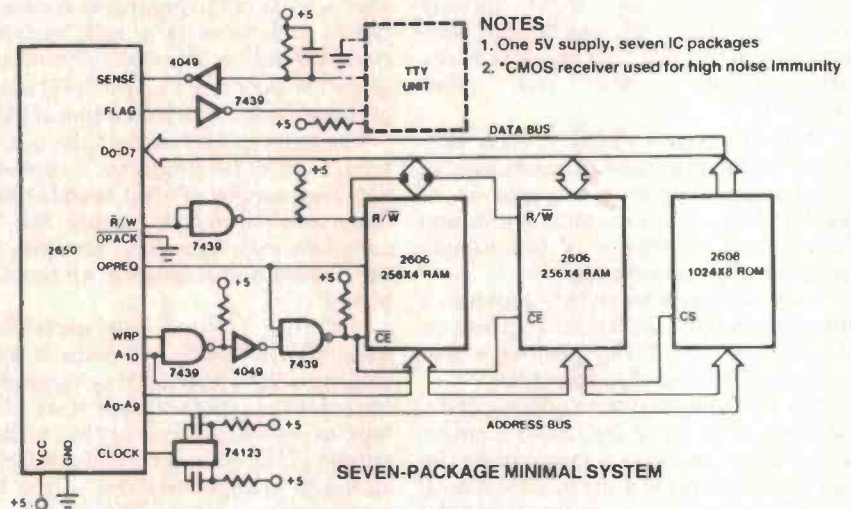 +5
NOTES
1. One 5V supply, seven IC packages
2. *CMOS receiver used for high noise immunity
4049
SENSE
TTY
UNIT
7439
FLAG
+5
DATA BUS
D0-D7
+5
R̅/W
R/W̅
R/W̅
O̅P̅A̅C̅K̅
7439
2650
2606
256X4 RAM
2606
256X4 RAM
2608
1024X8 ROM
OPREQ
+5
+5
WRP
C̅E̅
C̅E̅
CS
A10
7439
4049
7439
A0-A9
ADDRESS BUS
+5
CLOCK
74123
VCC
GND
+5
+5
SEVEN-PACKAGE MINIMAL SYSTEM